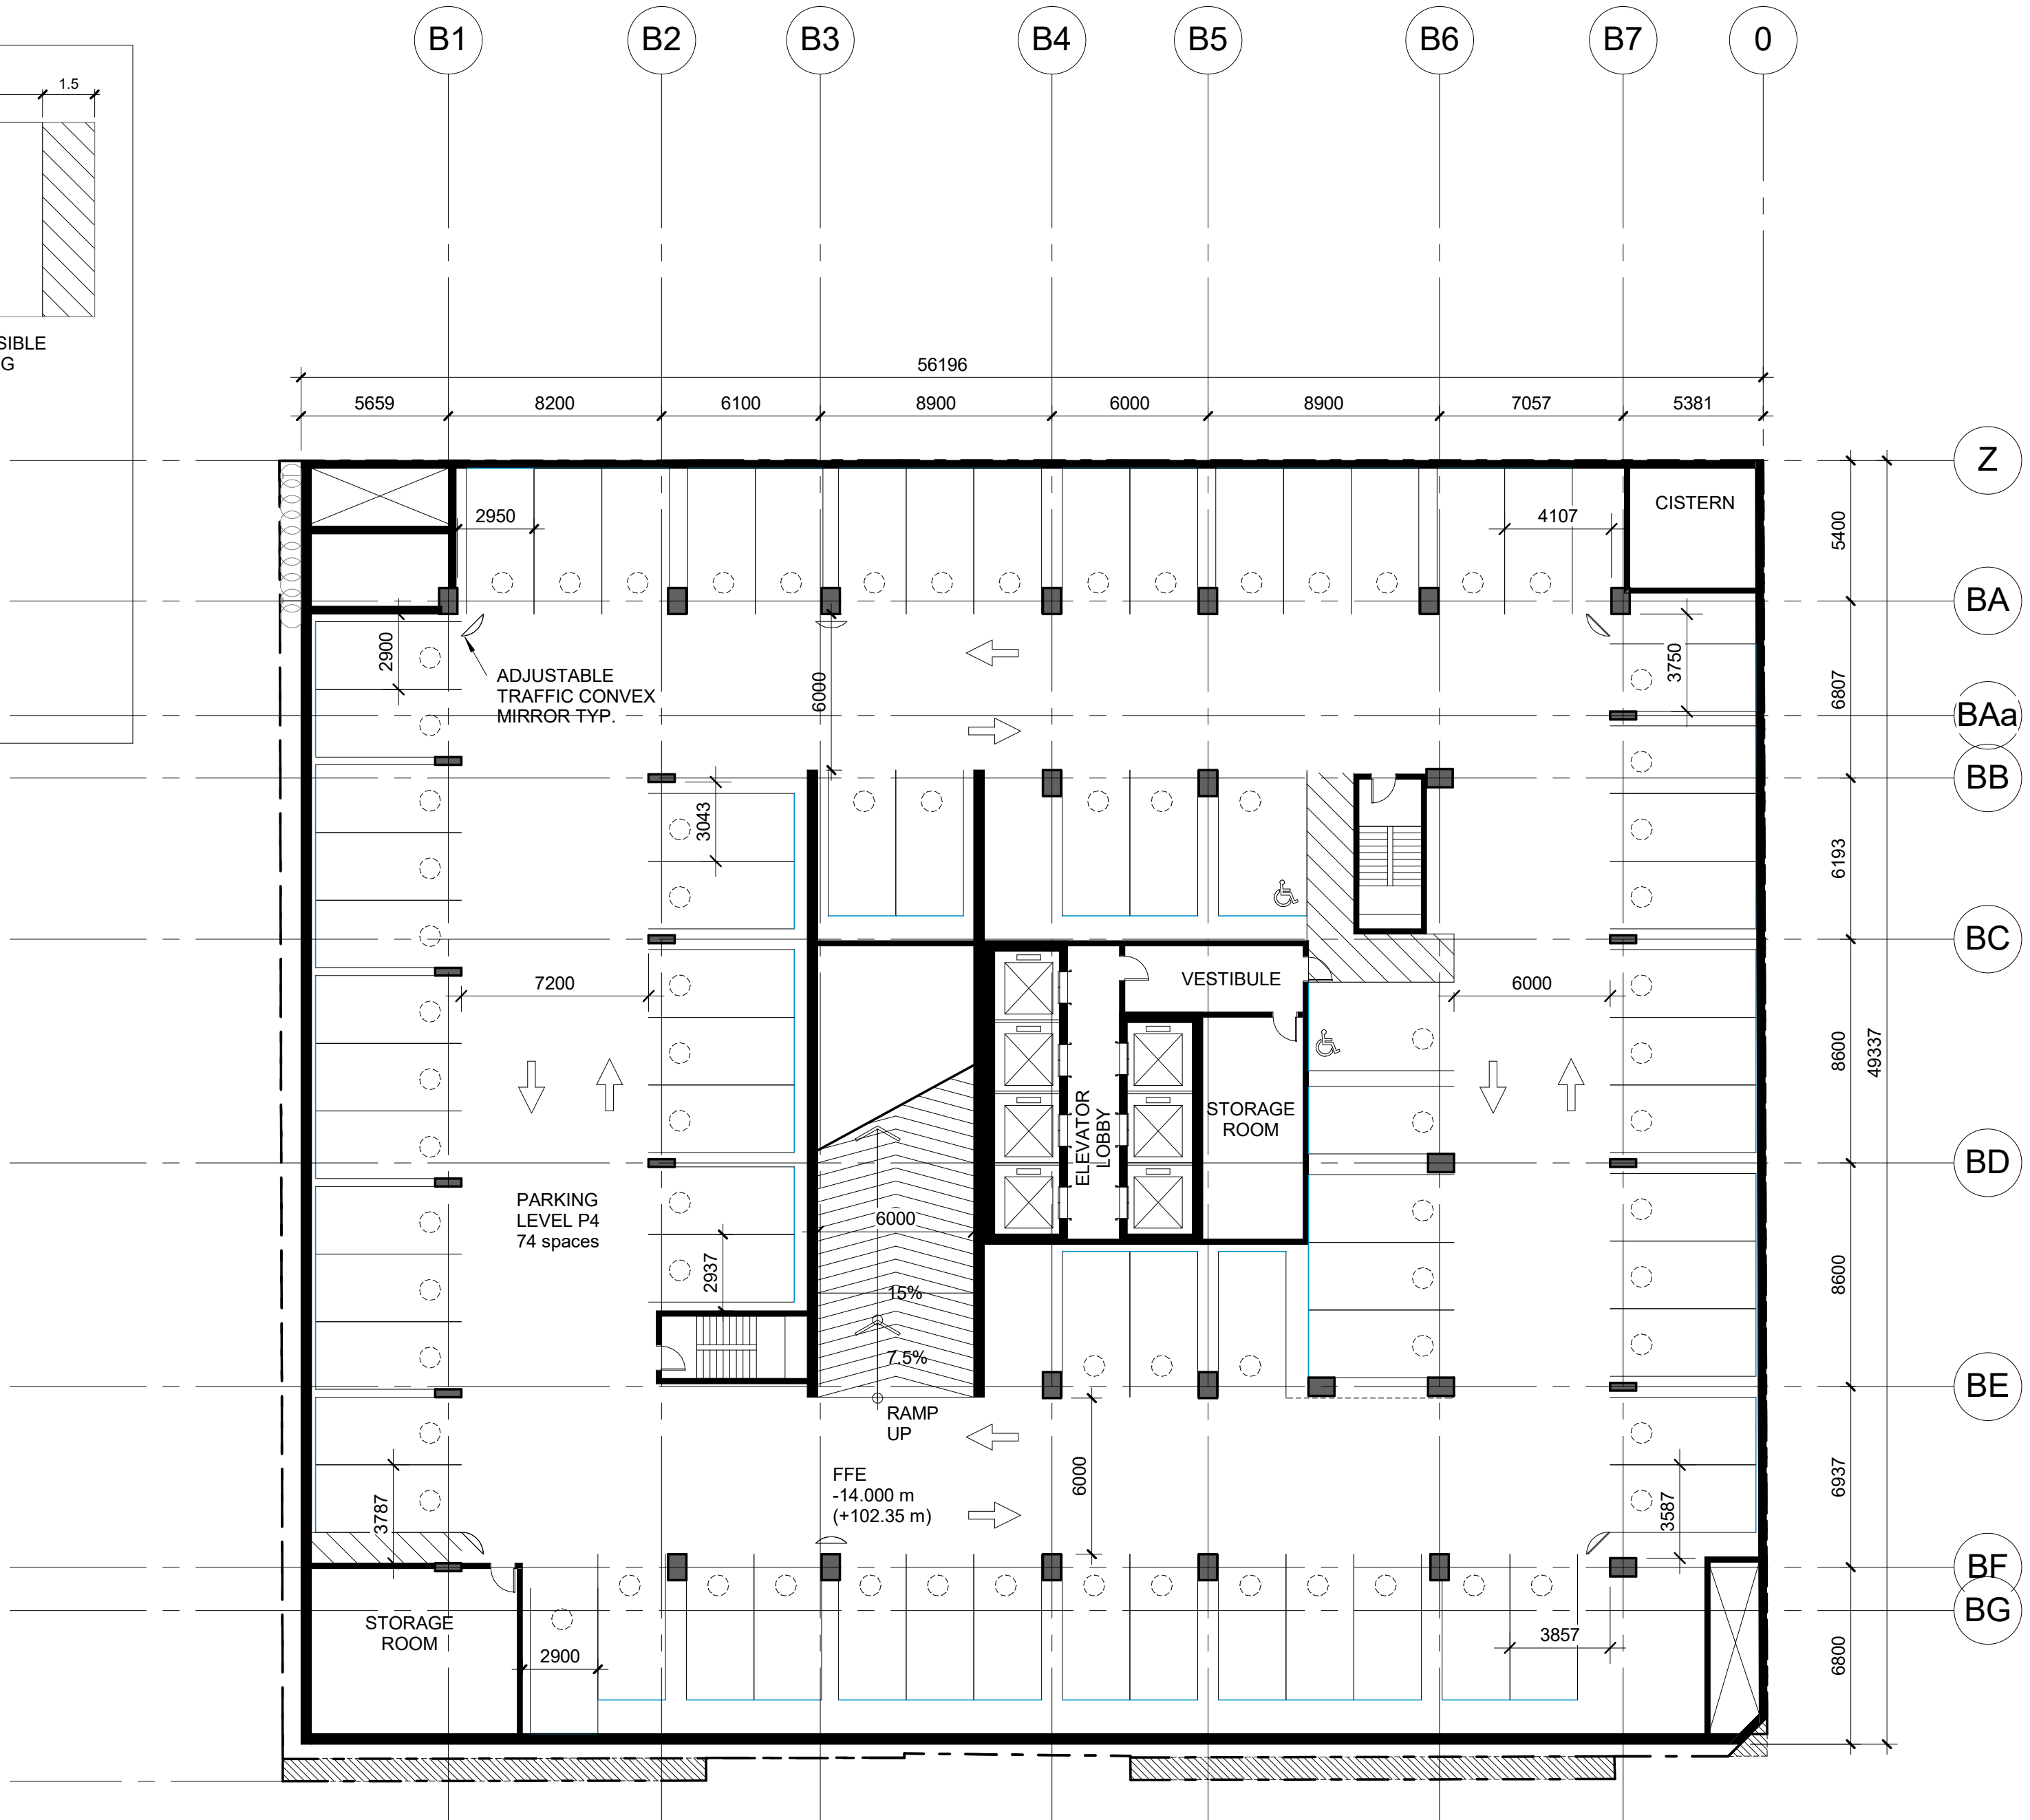 B1
B2
B3
B4
B5
B6
B7
0
1.5
SIBLE
G
56196
5659
8200
6100
8900
6000
8900
7057
5381
Z
CISTERN
2950
4107
5400
BA
2900
ADJUSTABLE
TRAFFIC CONVEX
MIRROR TYP.
6000
3750
6807
BAa
BB
3043
6193
BC
VESTIBULE
7200
6000
8600
49337
ELEVATOR
LOBBY
STORAGE
ROOM
BD
PARKING
LEVEL P4
74 spaces
6000
2937
15%
8600
7.5%
BE
RAMP
UP
FFE
-14.000 m
(+102.35 m)
6000
3787
3587
6937
BF
BG
STORAGE
ROOM
2900
3857
6800